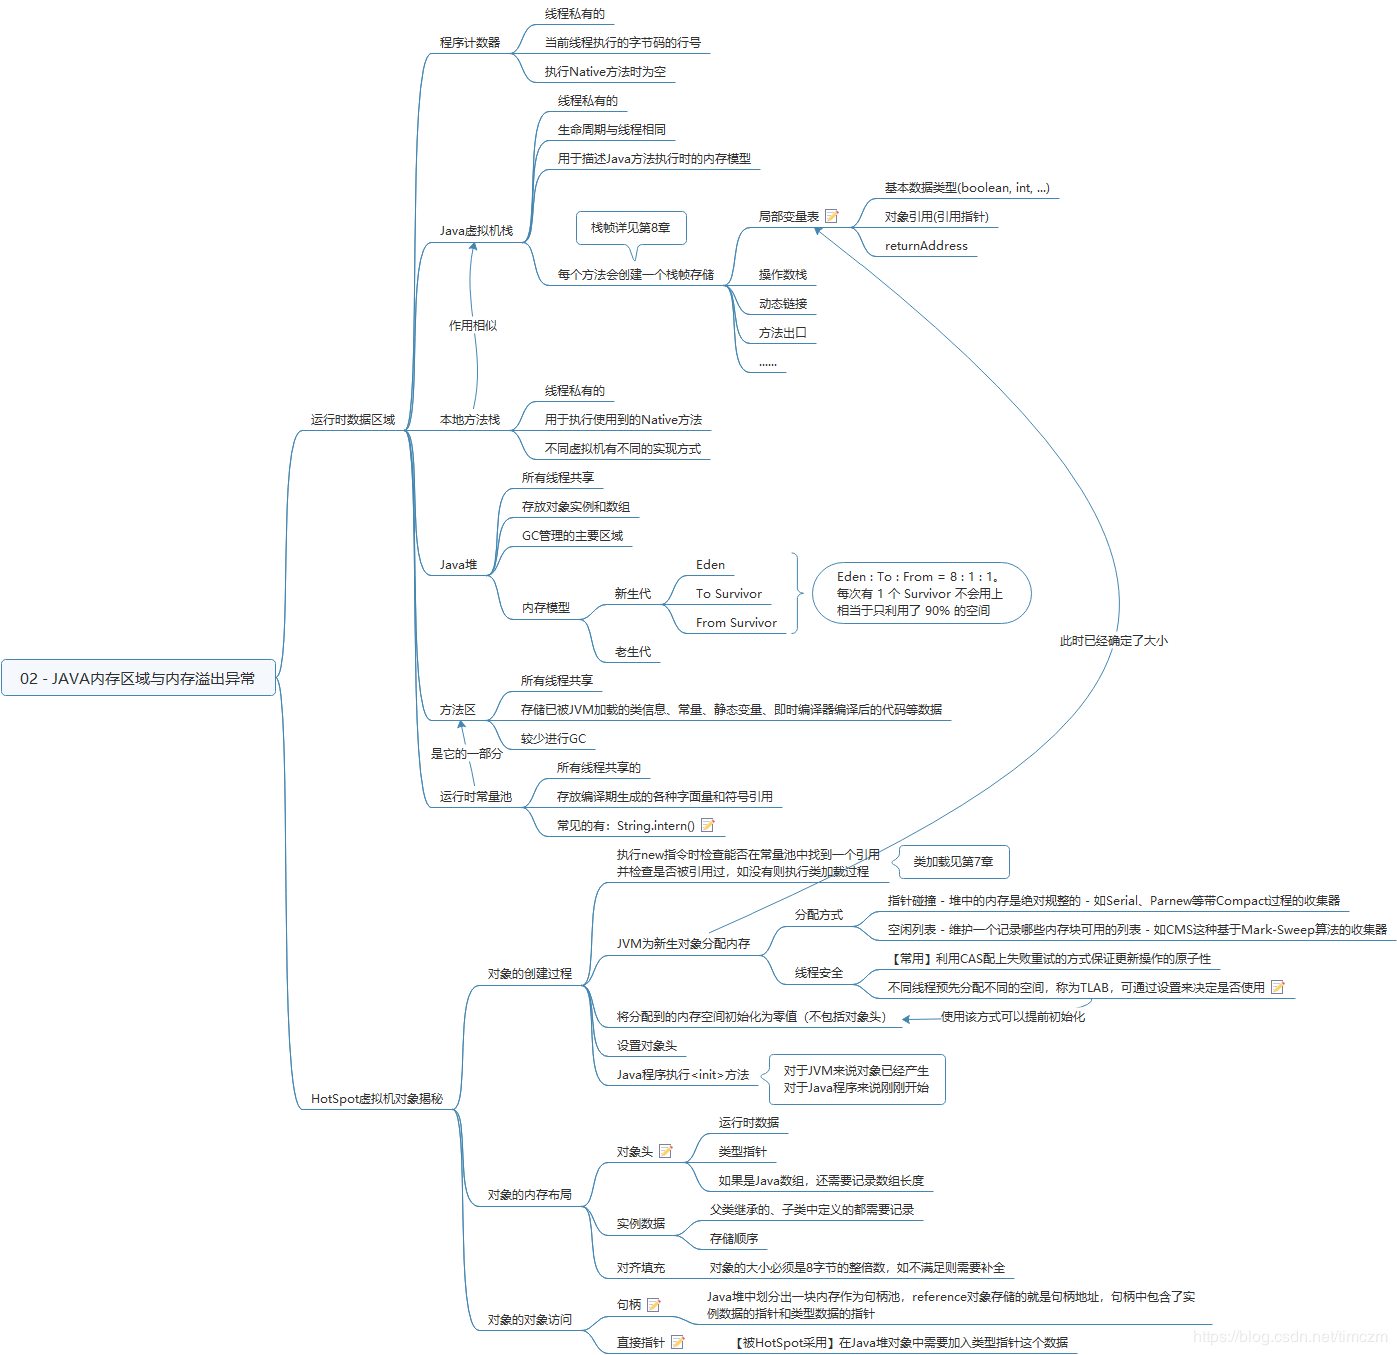 02 - JAVA内存区域与内存溢出异常
运行时数据区域
程序计数器
线程私有的
当前线程执行的字节码的行号
执行Native方法时为空
Java虚拟机栈
线程私有的
生命周期与线程相同
用于描述Java方法执行时的内存模型
栈帧详见第8章
每个方法会创建一个栈帧存储
局部变量表
基本数据类型(boolean, int, ...)
对象引用(引用指针)
returnAddress
操作数栈
动态链接
方法出口
......
作用相似
本地方法栈
线程私有的
用于执行使用到的Native方法
不同虚拟机有不同的实现方式
Java堆
所有线程共享
存放对象实例和数组
GC管理的主要区域
内存模型
新生代
Eden
To Survivor
From Survivor
Eden : To : From = 8 : 1 : 1。
每次有 1 个 Survivor 不会用上
相当于只利用了 90% 的空间
老生代
此时已经确定了大小
方法区
所有线程共享
存储已被JVM加载的类信息、常量、静态变量、即时编译器编译后的代码等数据
较少进行GC
是它的一部分
运行时常量池
所有线程共享的
存放编译期生成的各种字面量和符号引用
常见的有：String.intern()
HotSpot虚拟机对象揭秘
对象的创建过程
执行new指令时检查能否在常量池中找到一个引用
并检查是否被引用过，如没有则执行类加载过程
类加载见第7章
JVM为新生对象分配内存
分配方式
指针碰撞 - 堆中的内存是绝对规整的 - 如Serial、Parnew等带Compact过程的收集器
空闲列表 - 维护一个记录哪些内存块可用的列表 - 如CMS这种基于Mark-Sweep算法的收集器
线程安全
【常用】利用CAS配上失败重试的方式保证更新操作的原子性
不同线程预先分配不同的空间，称为TLAB，可通过设置来决定是否使用
将分配到的内存空间初始化为零值（不包括对象头）
使用该方式可以提前初始化
设置对象头
Java程序执行<init>方法
对于JVM来说对象已经产生
对于Java程序来说刚刚开始
对象的内存布局
对象头
运行时数据
类型指针
如果是Java数组，还需要记录数组长度
实例数据
父类继承的、子类中定义的都需要记录
存储顺序
对齐填充
对象的大小必须是8字节的整倍数，如不满足则需要补全
对象的对象访问
句柄
Java堆中划分出一块内存作为句柄池，reference对象存储的就是句柄地址，句柄中包含了实
例数据的指针和类型数据的指针
直接指针
【被HotSpot采用】在Java堆对象中需要加入类型指针这个数据
https://blog.csdn.net/timczm